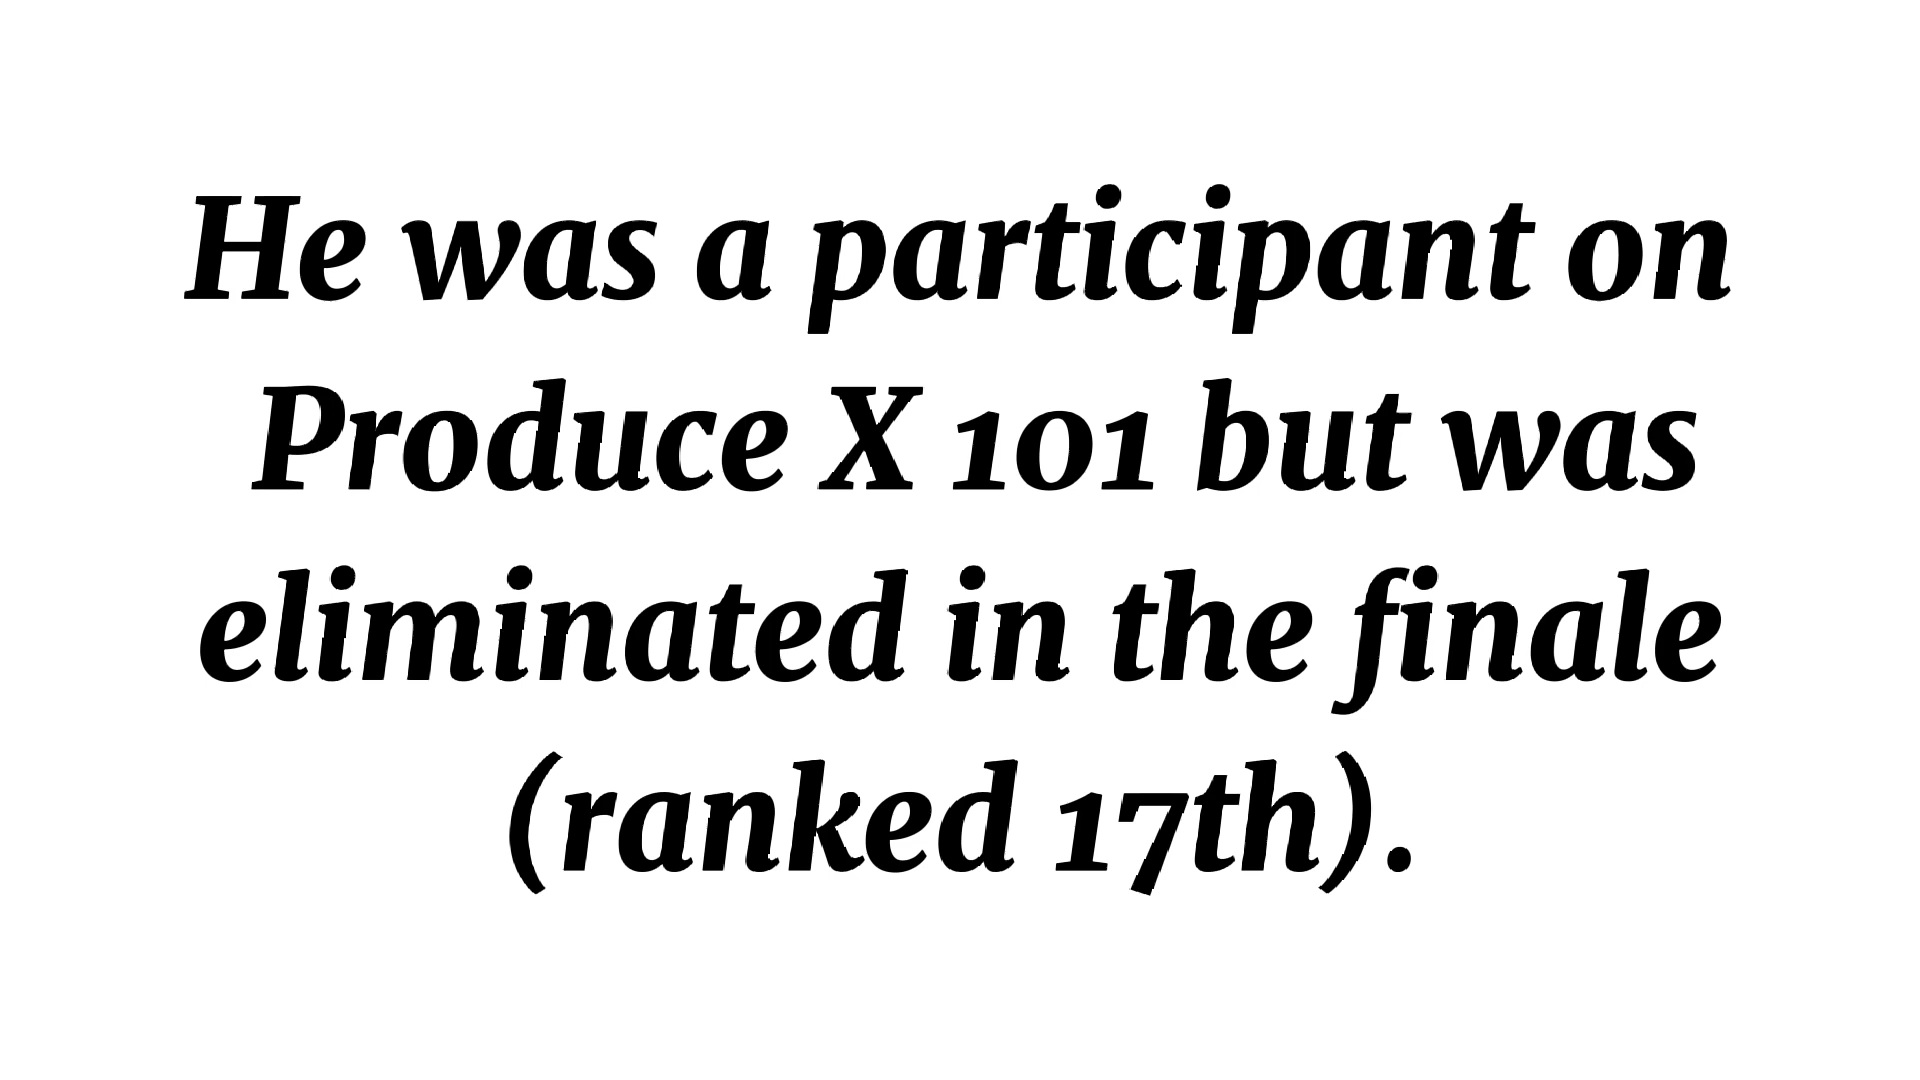 He was a participant on
Produce X 101 but was
eliminated in the finale
(ranked 17th).